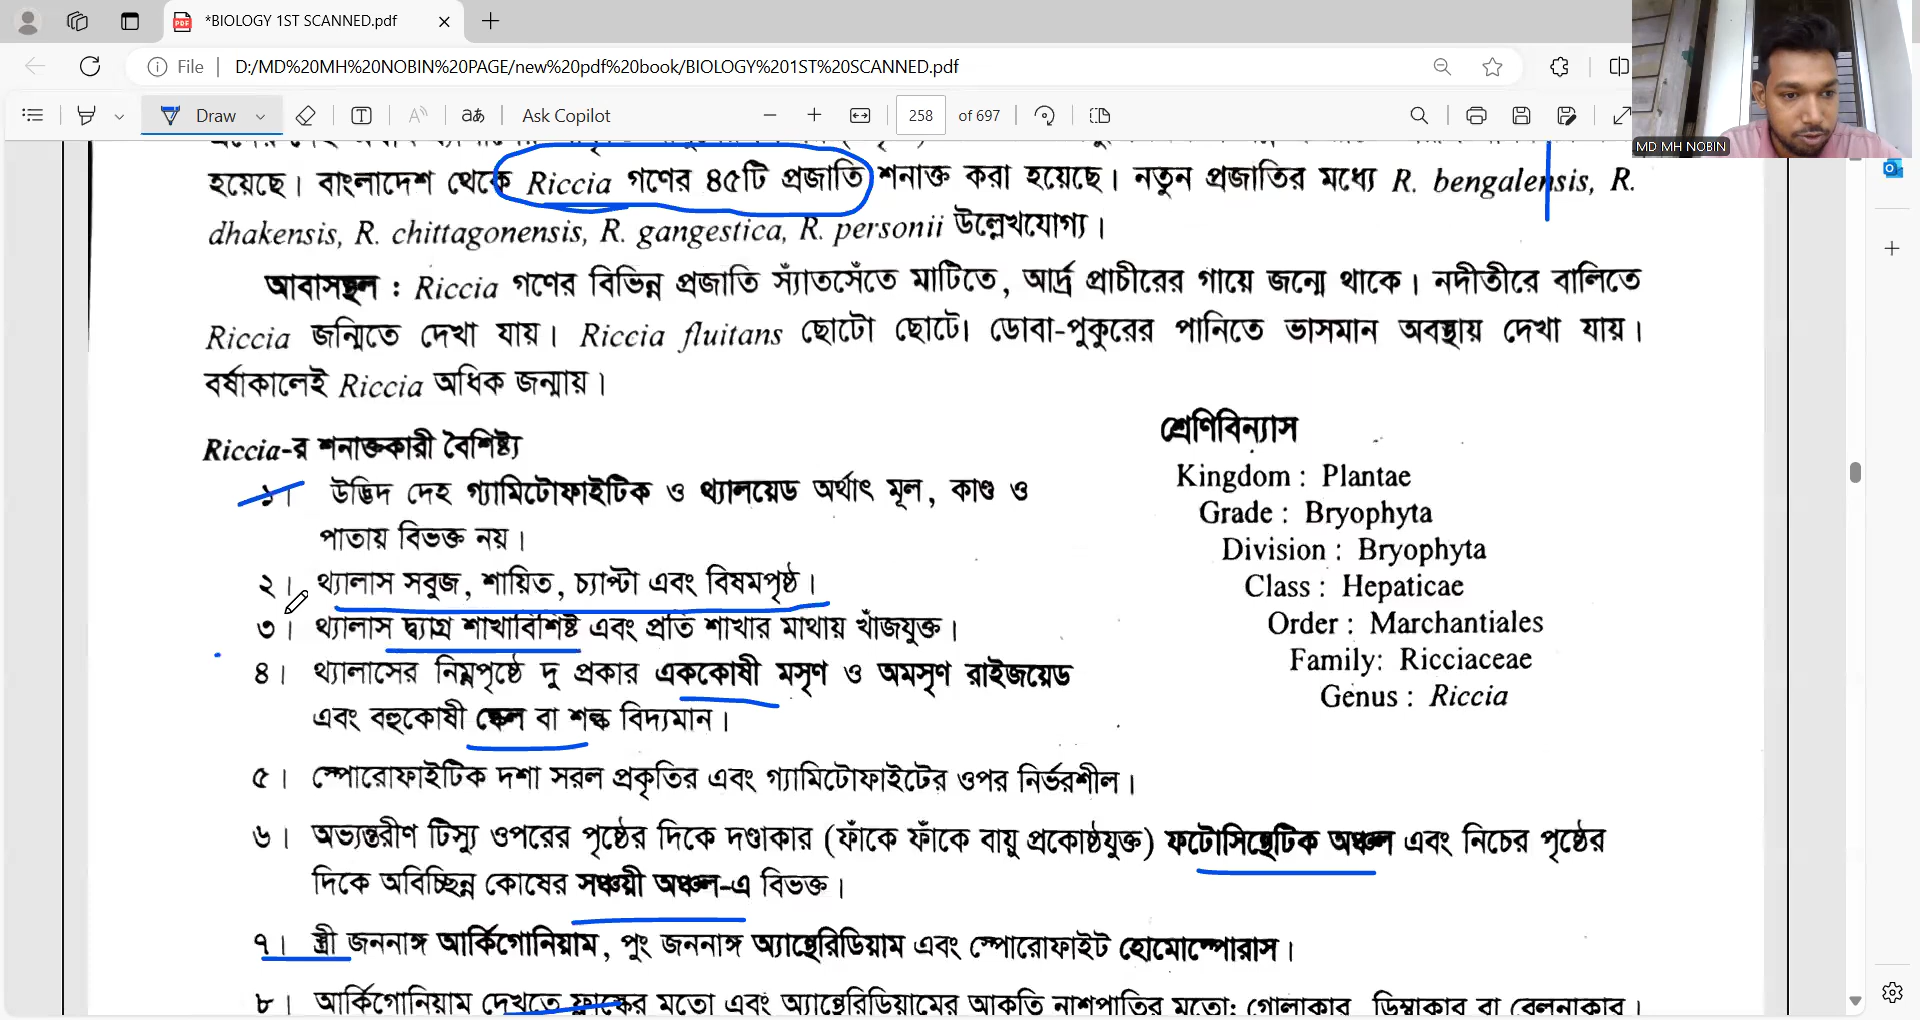 *BIOLOGY 1ST SCANNED.pdf
File D:/MD%20MH%20NOBIN%20PAGE/new%20pdf%20book/BIOLOGY%201ST%20SCANNED.pdf
Draw Ask Copilot 258 of 697
MD MH NOBIN
হয়েছে। বাংলাদেশ থেকে Riccia গণের ৪৫টি প্রজাতি শনাক্ত করা হয়েছে। নতুন প্রজাতির মধ্যে R. bengalensis, R.
dhakensis, R. chittagonensis, R. gangestica, R. personii উল্লেখযোগ্য।
আবাসস্থল : Riccia গণের বিভিন্ন প্রজাতি স্যাঁতসেঁতে মাটিতে, আর্দ্র প্রাচীরের গায়ে জন্মে থাকে। নদীতীরে বালিতে
Riccia জন্মিতে দেখা যায়। Riccia fluitans ছোটো ছোটো ডোবা-পুকুরের পানিতে ভাসমান অবস্থায় দেখা যায়।
বর্ষাকালেই Riccia অধিক জন্মায়।
Riccia-র শনাক্তকারী বৈশিষ্ট্য
১। উদ্ভিদ দেহ গ্যামিটোফাইটিক ও থ্যালয়েড অর্থাৎ মূল, কাণ্ড ও
পাতায় বিভক্ত নয়।
২। থ্যালাস সবুজ, শায়িত, চ্যাপ্টা এবং বিষমপৃষ্ঠ।
৩। থ্যালাস দ্ব্যাগ্র শাখাবিশিষ্ট এবং প্রতি শাখার মাথায় খাঁজযুক্ত।
৪। থ্যালাসের নিম্নপৃষ্ঠে দু প্রকার এককোষী মসৃণ ও অমসৃণ রাইজয়েড
এবং বহুকোষী স্কেল বা শল্ক বিদ্যমান।
শ্রেণিবিন্যাস
Kingdom : Plantae
Grade : Bryophyta
Division : Bryophyta
Class : Hepaticae
Order : Marchantiales
Family: Ricciaceae
Genus : Riccia
৫। স্পোরোফাইটিক দশা সরল প্রকৃতির এবং গ্যামিটোফাইটের ওপর নির্ভরশীল।
৬। অভ্যন্তরীণ টিস্যু ওপরের পৃষ্ঠের দিকে দণ্ডাকার (ফাঁকে ফাঁকে বায়ু প্রকোষ্ঠযুক্ত) ফটোসিন্থেটিক অঞ্চল এবং নিচের পৃষ্ঠের
দিকে অবিচ্ছিন্ন কোষের সঞ্চয়ী অঞ্চল-এ বিভক্ত।
৭। স্ত্রী জননাঙ্গ আর্কিগোনিয়াম, পুং জননাঙ্গ অ্যান্থেরিডিয়াম এবং স্পোরোফাইট হোমোস্পোরাস।
৮। আর্কিগোনিয়াম দেখতে ফ্লাস্কের মতো এবং অ্যান্থেরিডিয়ামের আকৃতি নাশপাতির মতো; গোলাকার, ডিম্বাকার বা বেলনাকার।